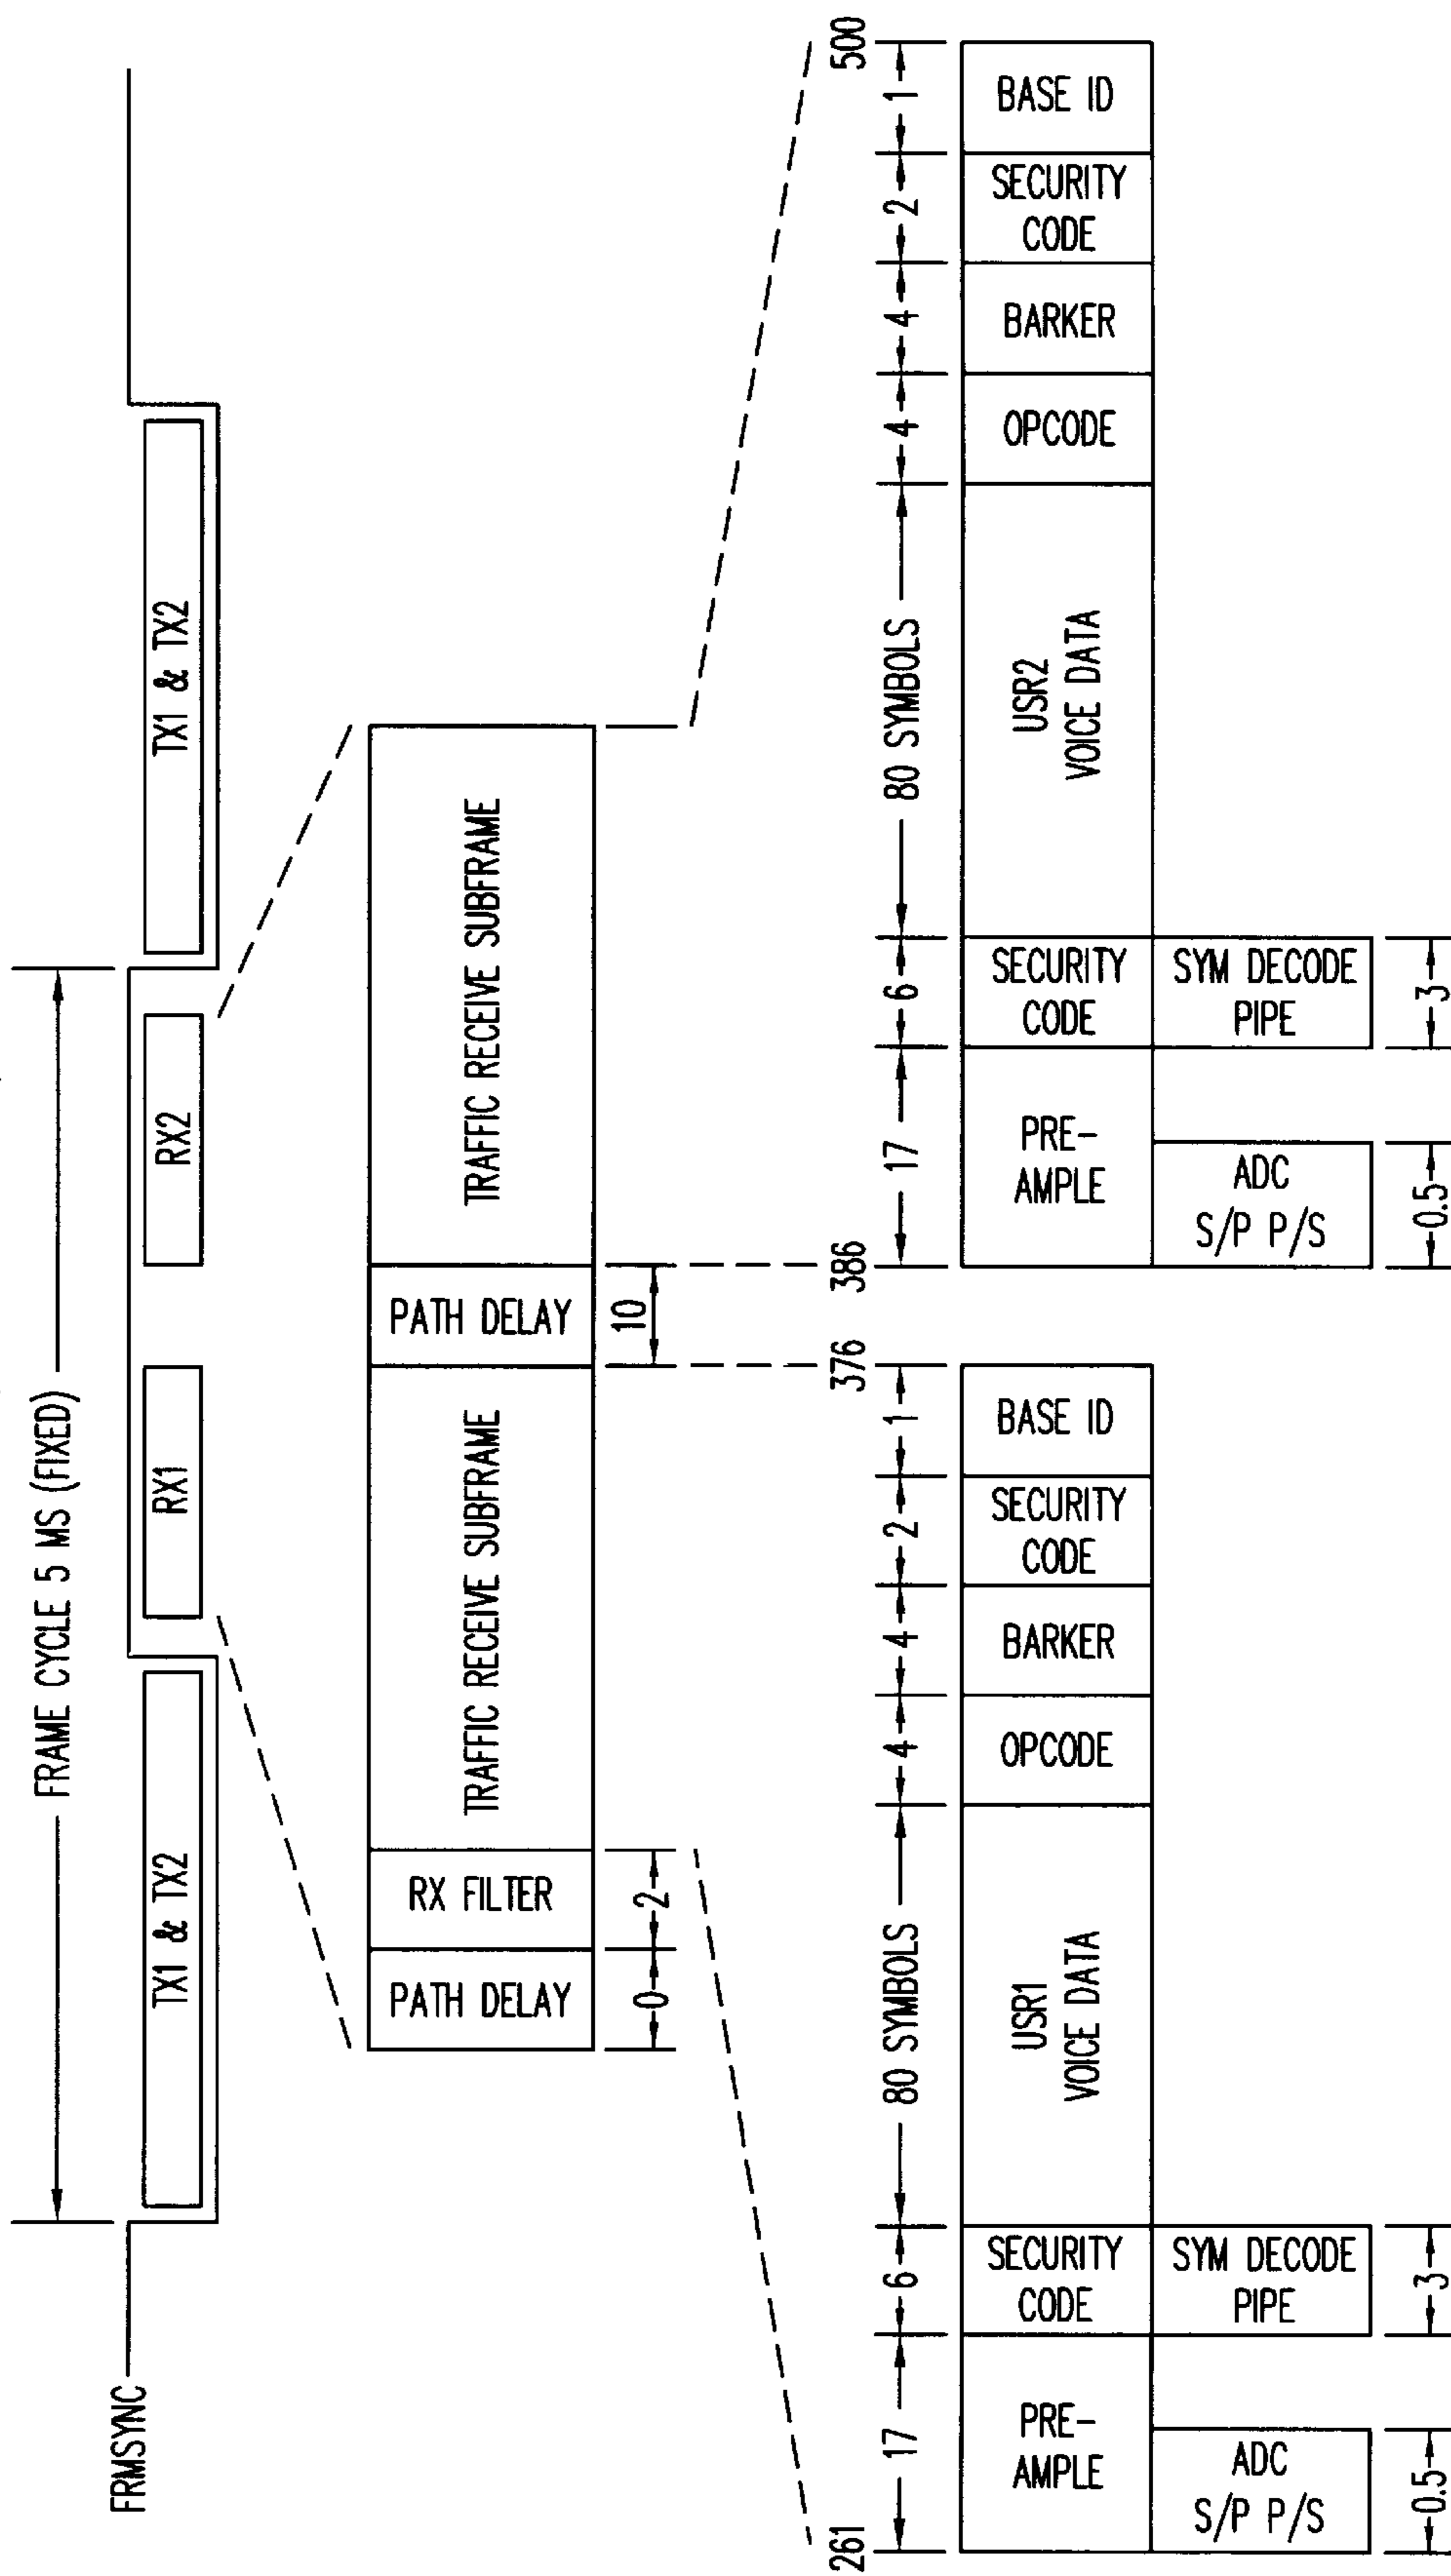 FRAME CYCLE 5 MS (FIXED)
FRMSYNC
TX1 & TX2
RX1
RX2
TX1 & TX2
PATH DELAY
RX FILTER
TRAFFIC RECEIVE SUBFRAME
PATH DELAY
TRAFFIC RECEIVE SUBFRAME
0
2
10
261
376
386
500
17
6
80 SYMBOLS
4
4
2
1
17
6
80 SYMBOLS
4
4
2
1
PRE-
AMPLE
SECURITY
CODE
USR1
VOICE DATA
OPCODE
BARKER
SECURITY
CODE
BASE ID
PRE-
AMPLE
SECURITY
CODE
USR2
VOICE DATA
OPCODE
BARKER
SECURITY
CODE
BASE ID
ADC
S/P P/S
SYM DECODE
PIPE
ADC
S/P P/S
SYM DECODE
PIPE
0.5
3
0.5
3